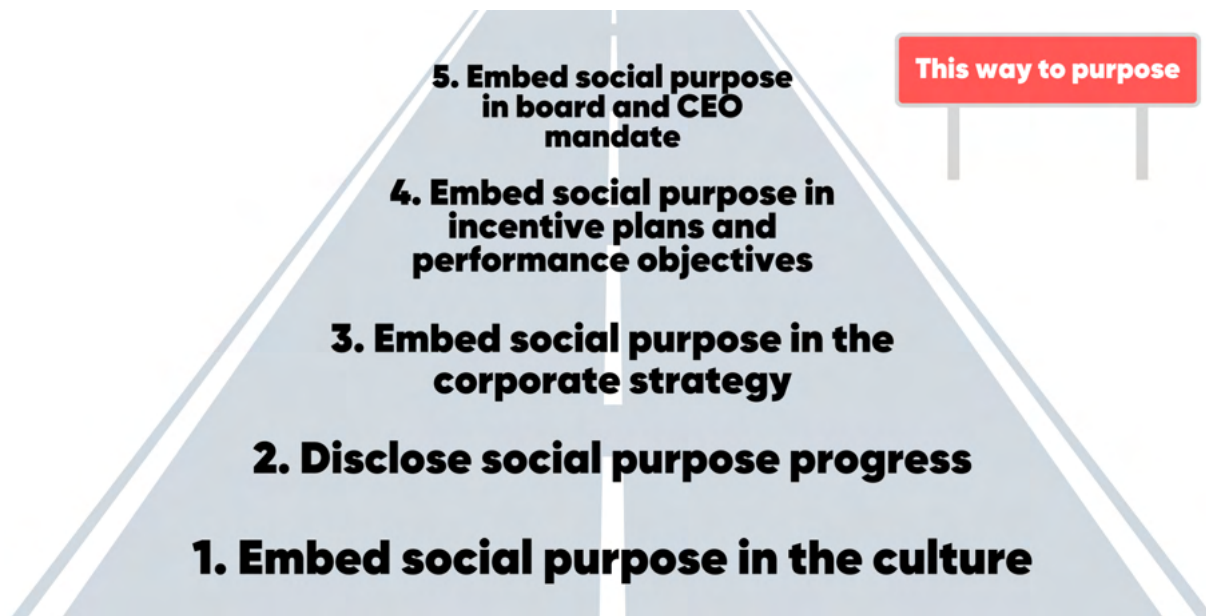 This way to purpose
5. Embed social purpose
in board and CEO
mandate
4. Embed social purpose in
incentive plans and
performance objectives
3. Embed social purpose in the
corporate strategy
2. Disclose social purpose progress
1. Embed social purpose in the culture